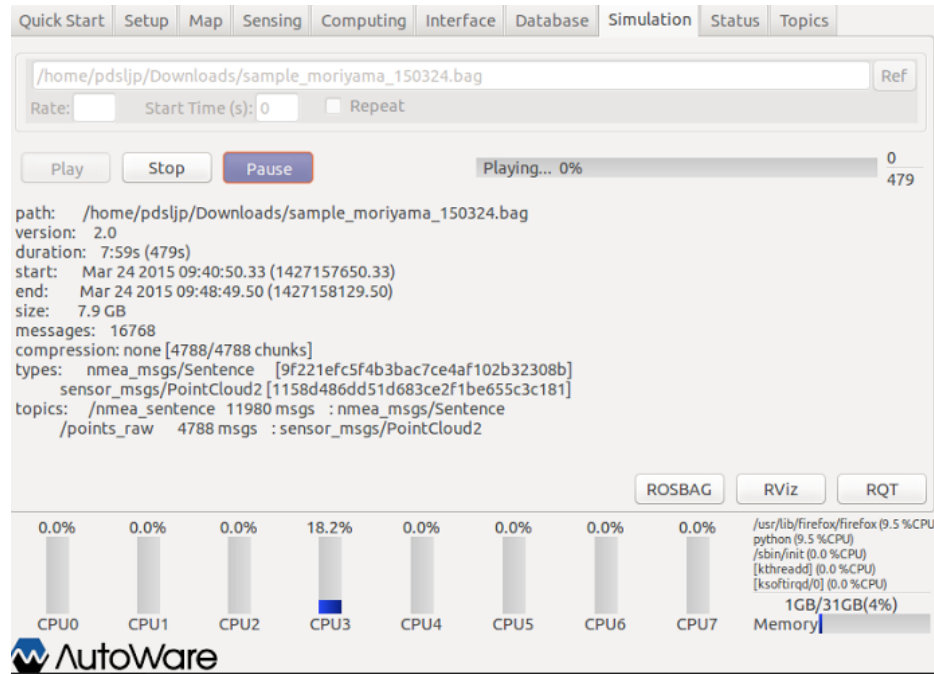 Quick Start Setup Map Sensing Computing Interface Database Simulation Status Topics
/home/pdsljp/Downloads/sample_moriyama_150324.bag Ref
Rate: Start Time (s): 0 Repeat
Play Stop Pause Playing... 0% 0
479
path: /home/pdsljp/Downloads/sample_moriyama_150324.bag
version: 2.0
duration: 7:59s (479s)
start: Mar 24 2015 09:40:50.33 (1427157650.33)
end: Mar 24 2015 09:48:49.50 (1427158129.50)
size: 7.9 GB
messages: 16768
compression: none [4788/4788 chunks]
types: nmea_msgs/Sentence [9f221efc5f4b3bac7ce4af102b32308b]
sensor_msgs/PointCloud2 [1158d486dd51d683ce2f1be655c3c181]
topics: /nmea_sentence 11980 msgs : nmea_msgs/Sentence
/points_raw 4788 msgs : sensor_msgs/PointCloud2
ROSBAG RViz RQT
0.0% 0.0% 0.0% 18.2% 0.0% 0.0% 0.0% 0.0%
/usr/lib/firefox/firefox (9.5 %CPU
python (9.5 %CPU)
/sbin/init (0.0 %CPU)
[kthreadd] (0.0 %CPU)
[ksoftirqd/0] (0.0 %CPU)
1GB/31GB(4%)
CPU0 CPU1 CPU2 CPU3 CPU4 CPU5 CPU6 CPU7 Memory
AutoWare